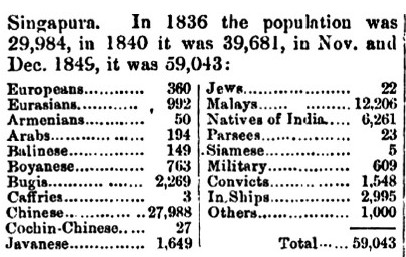 Singapura. In 1836 the population was
29,984, in 1840 it was 39,681, in Nov. and
Dec. 1849, it was 59,043:
Europeans............ 360
Eurasians............ 992
Armenians............ 50
Arabs............ 194
Balinese............ 149
Boyanese............ 763
Bugis............ 2,269
Caffries............ 3
Chinese............27,988
Cochin-Chinese..... 27
Javanese............ 1,649
Jews............ 22
Malays............ 12,206
Natives of India.... 6,261
Parsees............ 23
Siamese............ 5
Military............ 609
Convicts............ 1,548
In Ships............ 2,995
Others............ 1,000
Total..... 59,043